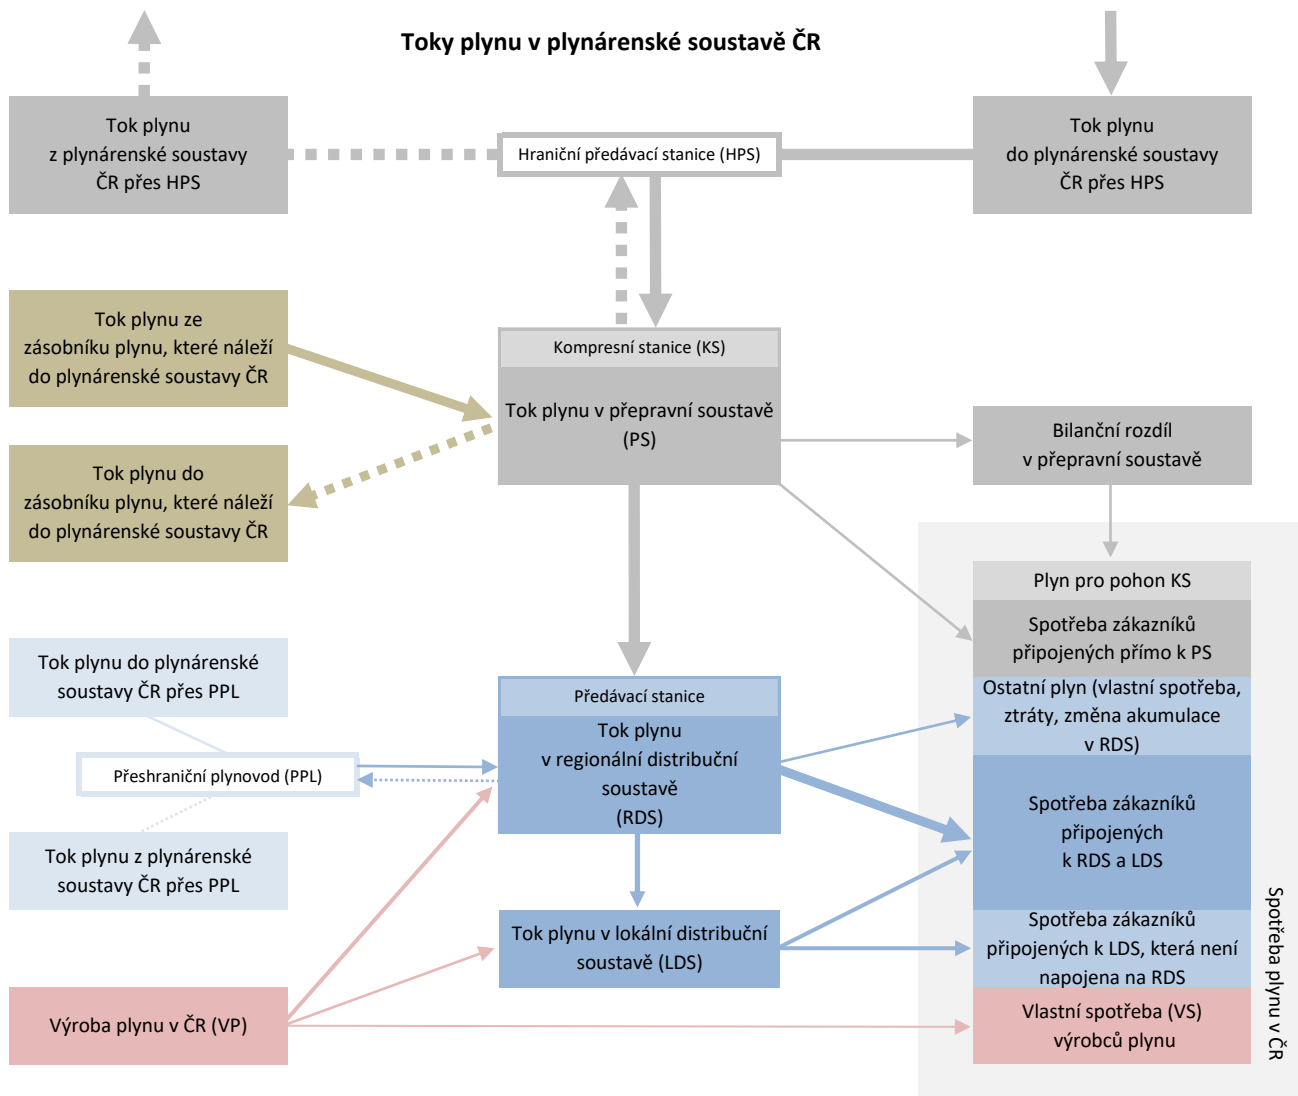 Toky plynu v plynárenské soustavě ČR
Tok plynu
z plynárenské soustavy
ČR přes HPS
Hraniční předávací stanice (HPS)
Tok plynu
do plynárenské soustavy
ČR přes HPS
Tok plynu ze
zásobníku plynu, které náleží
do plynárenské soustavy ČR
Kompresní stanice (KS)
Tok plynu v přepravní soustavě
(PS)
Bilanční rozdíl
v přepravní soustavě
Tok plynu do
zásobníku plynu, které náleží
do plynárenské soustavy ČR
Plyn pro pohon KS
Spotřeba zákazníků
připojených přímo k PS
Tok plynu do plynárenské
soustavy ČR přes PPL
Předávací stanice
Tok plynu
v regionální distribuční
soustavě
(RDS)
Ostatní plyn (vlastní spotřeba,
ztráty, změna akumulace
v RDS)
Přeshraniční plynovod (PPL)
Spotřeba zákazníků
připojených
k RDS a LDS
Tok plynu z plynárenské
soustavy ČR přes PPL
Tok plynu v lokální distribuční
soustavě (LDS)
Spotřeba zákazníků
připojených k LDS, která není
napojena na RDS
Výroba plynu v ČR (VP)
Vlastní spotřeba (VS)
výrobců plynu
Spotřeba plynu v ČR